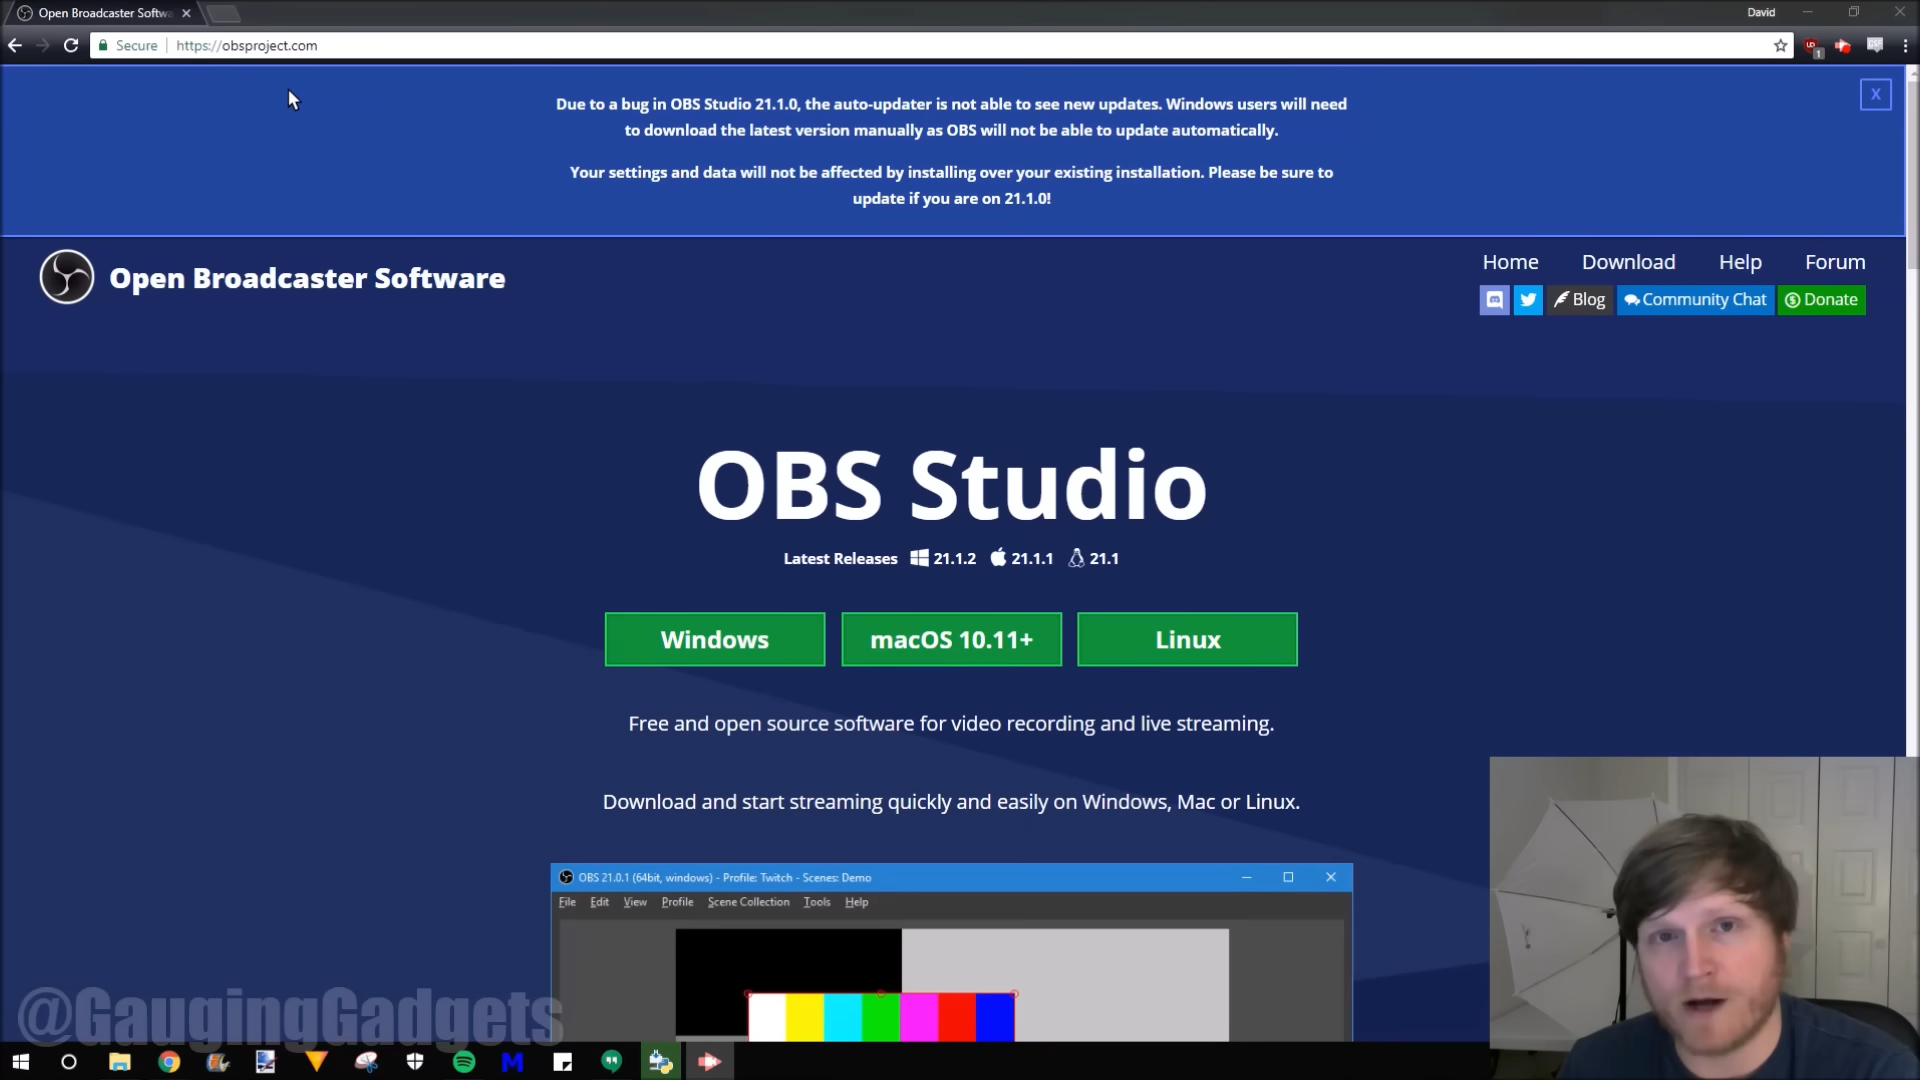 Open Broadcaster Softwa
David
Secure
https://obsproject.com
Due to a bug in OBS Studio 21.1.0, the auto-updater is not able to see new updates. Windows users will need
to download the latest version manually as OBS will not be able to update automatically.
X
Your settings and data will not be affected by installing over your existing installation. Please be sure to
update if you are on 21.1.0!
Open Broadcaster Software
Home
Download
Help
Forum
Blog
Community Chat
Donate
OBS Studio
Latest Releases 21.1.2 21.1.1 21.1
Windows
macOS 10.11+
Linux
Free and open source software for video recording and live streaming.
Download and start streaming quickly and easily on Windows, Mac or Linux.
OBS 21.0.1 (64bit, windows) - Profile: Twitch - Scenes: Demo
File Edit View Profile Scene Collection Tools Help
@GaugingGadgets